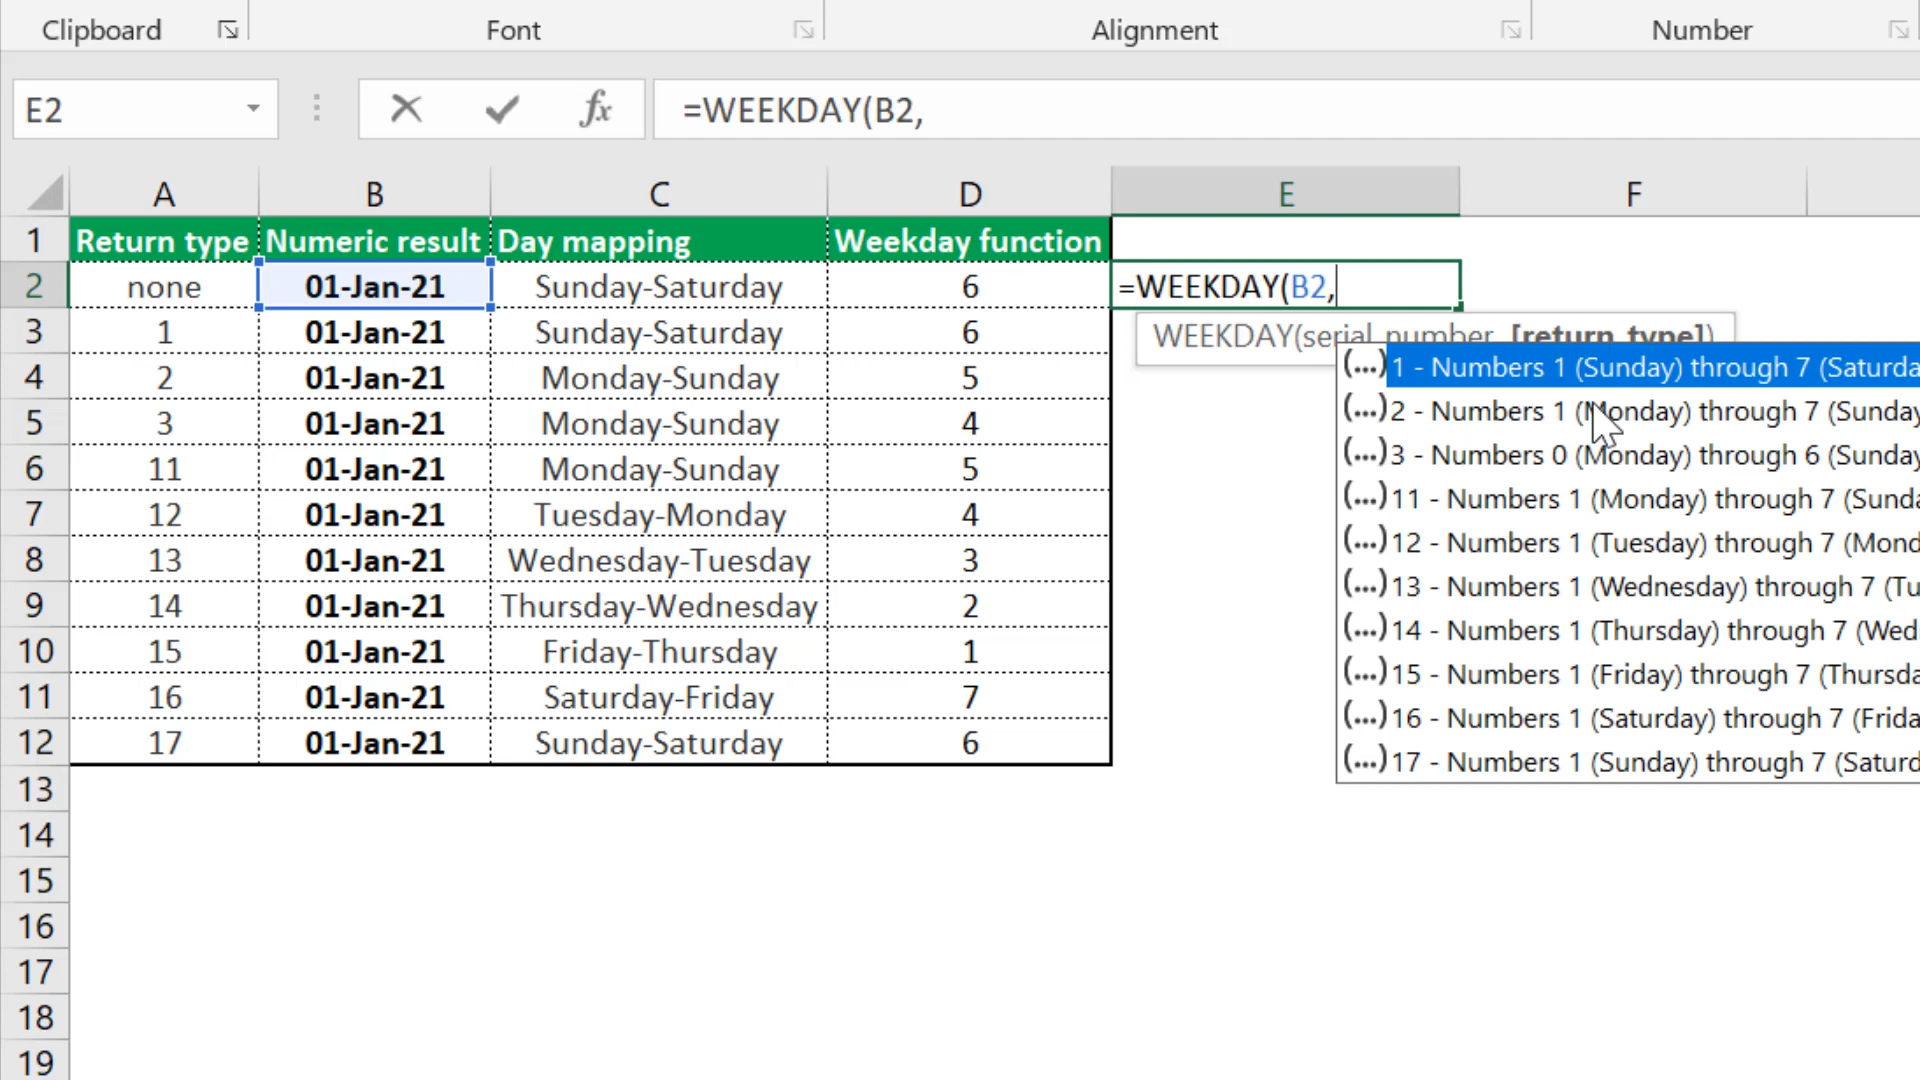 Clipboard Font Alignment Number
E2 fx =WEEKDAY(B2,
A B C D E F
1 Return type Numeric result Day mapping Weekday function
2 none 01-Jan-21 Sunday-Saturday 6 =WEEKDAY(B2,
3 1 01-Jan-21 Sunday-Saturday 6 WEEKDAY(serial_number, [return_type])
(...) 1 - Numbers 1 (Sunday) through 7 (Saturda
4 2 01-Jan-21 Monday-Sunday 5
(...) 2 - Numbers 1 (Monday) through 7 (Sunday
5 3 01-Jan-21 Monday-Sunday 4
(...) 3 - Numbers 0 (Monday) through 6 (Sunday
6 11 01-Jan-21 Monday-Sunday 5
(...) 11 - Numbers 1 (Monday) through 7 (Sunda
7 12 01-Jan-21 Tuesday-Monday 4
(...) 12 - Numbers 1 (Tuesday) through 7 (Mond
8 13 01-Jan-21 Wednesday-Tuesday 3
(...) 13 - Numbers 1 (Wednesday) through 7 (Tu
9 14 01-Jan-21 Thursday-Wednesday 2
(...) 14 - Numbers 1 (Thursday) through 7 (Wed
10 15 01-Jan-21 Friday-Thursday 1
(...) 15 - Numbers 1 (Friday) through 7 (Thursda
11 16 01-Jan-21 Saturday-Friday 7
(...) 16 - Numbers 1 (Saturday) through 7 (Frida
12 17 01-Jan-21 Sunday-Saturday 6
(...) 17 - Numbers 1 (Sunday) through 7 (Saturd
13
14
15
16
17
18
19